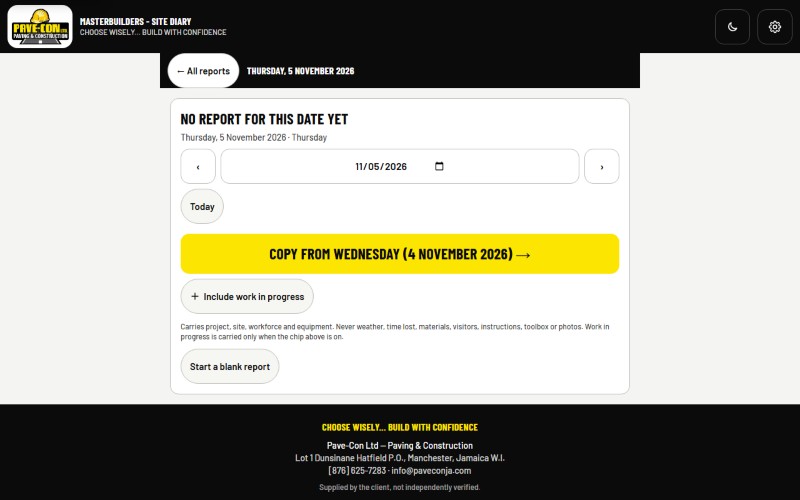 PAVE-CON LTD
PAVING & CONSTRUCTION
MASTERBUILDERS - SITE DIARY
CHOOSE WISELY... BUILD WITH CONFIDENCE
← All reports
THURSDAY, 5 NOVEMBER 2026
NO REPORT FOR THIS DATE YET
Thursday, 5 November 2026 · Thursday
‹
11/05/2026
›
Today
COPY FROM WEDNESDAY (4 NOVEMBER 2026) →
+ Include work in progress
Carries project, site, workforce and equipment. Never weather, time lost, materials, visitors, instructions, toolbox or photos. Work in
progress is carried only when the chip above is on.
Start a blank report
CHOOSE WISELY... BUILD WITH CONFIDENCE
Pave-Con Ltd — Paving & Construction
Lot 1 Dunsinane Hatfield P.O., Manchester, Jamaica W.I.
[876] 625-7283 · info@paveconja.com
Supplied by the client, not independently verified.